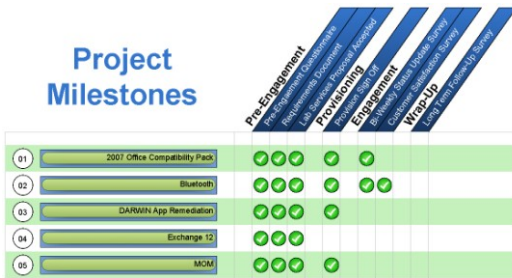 Project
Milestones
Pre-Engagement
Pre-Engagement Questionnaire
Requirements Document
Lab Services Proposal Accepted
Provisioning
Provision Sign Off
Engagement
Bi-Weekly Status Update Survey
Customer Satisfaction Survey
Wrap-Up
Long Term Follow-Up Survey
01 2007 Office Compatibility Pack
02 Bluetooth
03 DARWIN App Remediation
04 Exchange 12
05 MOM